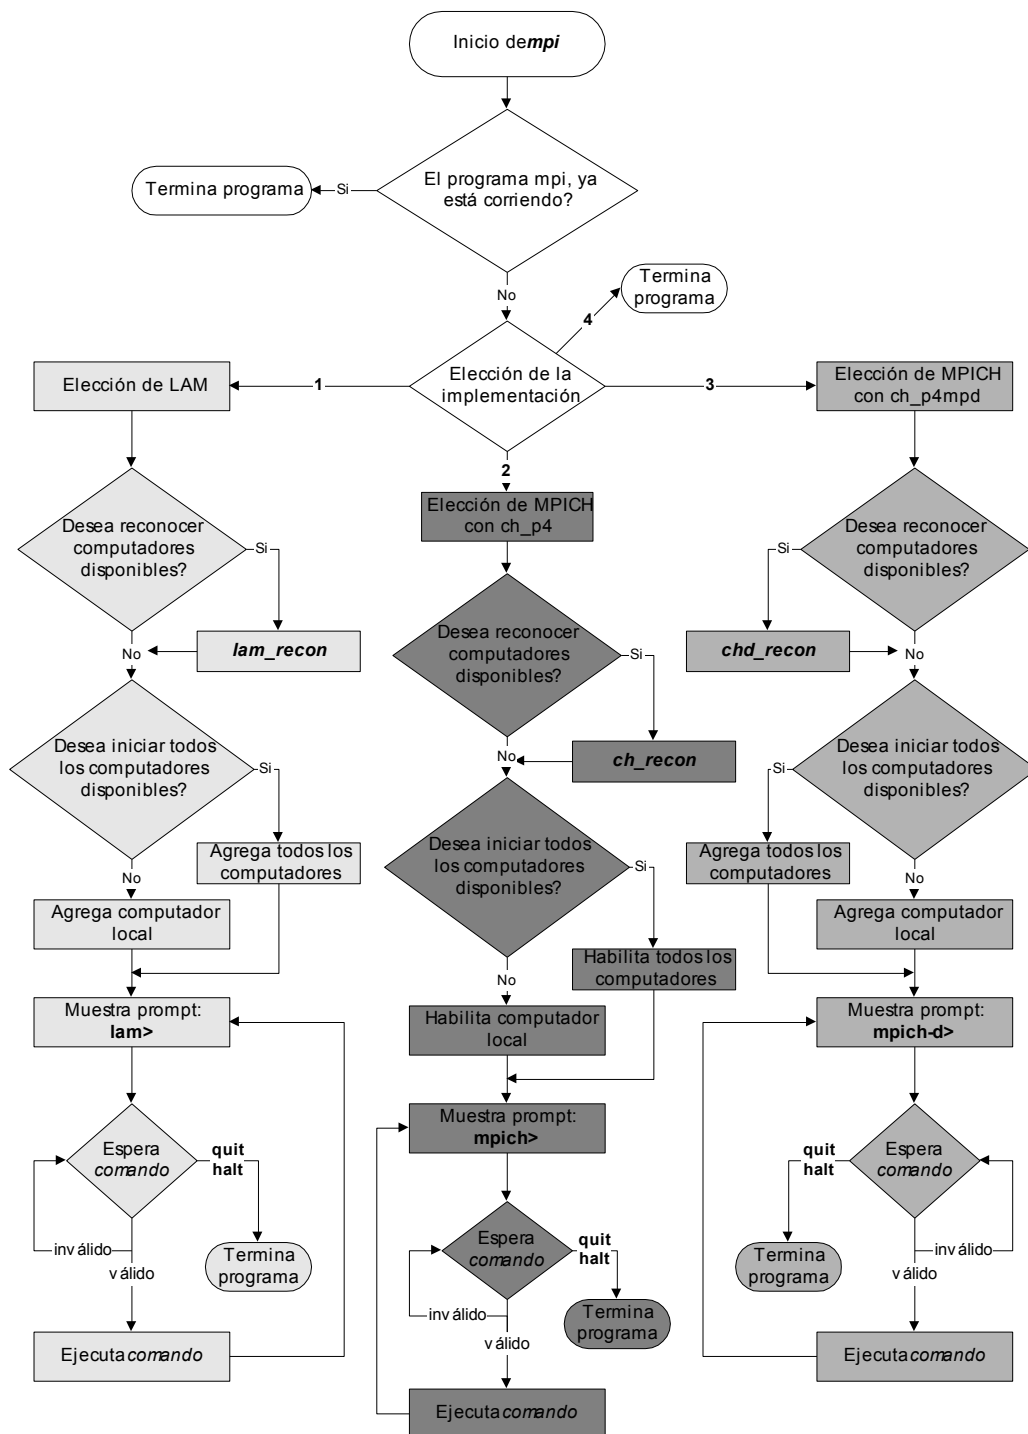 Inicio de mpi
El programa mpi, ya
está corriendo?
Si
Termina programa
No
Termina
programa
4
Elección de la
implementación
1
Elección de LAM
3
Elección de MPICH
con ch_p4mpd
2
Elección de MPICH
con ch_p4
Desea reconocer
computadores
disponibles?
Si
lam_recon
No
Desea iniciar todos
los computadores
disponibles?
Si
Agrega todos los
computadores
No
Agrega computador
local
Muestra prompt:
lam>
Espera
comando
quit
halt
Termina
programa
inválido
válido
Ejecuta comando
Desea reconocer
computadores
disponibles?
Si
ch_recon
No
Desea iniciar todos
los computadores
disponibles?
Si
Habilita todos los
computadores
No
Habilita computador
local
Muestra prompt:
mpich>
Espera
comando
quit
halt
Termina
programa
inválido
válido
Ejecuta comando
Desea reconocer
computadores
disponibles?
Si
chd_recon
No
Desea iniciar todos
los computadores
disponibles?
Si
Agrega todos los
computadores
No
Agrega computador
local
Muestra prompt:
mpich-d>
Espera
comando
quit
halt
Termina
programa
inválido
válido
Ejecuta comando